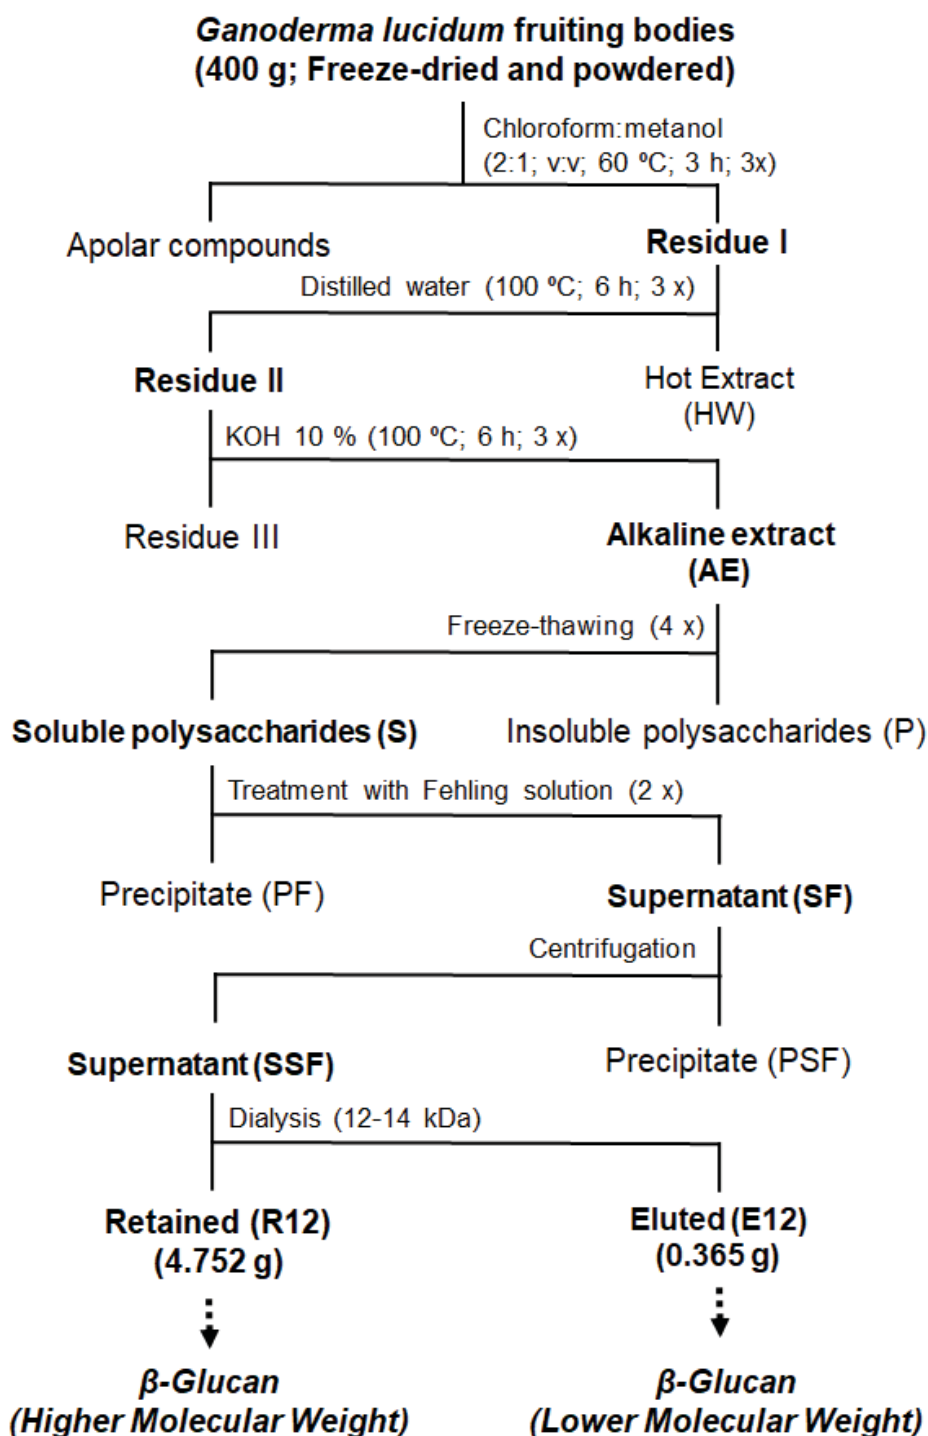 Ganoderma lucidum fruiting bodies
(400 g; Freeze-dried and powdered)
Chloroform:metanol
(2:1; v:v; 60 ºC; 3 h; 3x)
Apolar compounds
Residue I
Distilled water (100 ºC; 6 h; 3 x)
Residue II
Hot Extract
(HW)
KOH 10 % (100 ºC; 6 h; 3 x)
Residue III
Alkaline extract
(AE)
Freeze-thawing (4 x)
Soluble polysaccharides (S)
Insoluble polysaccharides (P)
Treatment with Fehling solution (2 x)
Precipitate (PF)
Supernatant (SF)
Centrifugation
Supernatant (SSF)
Precipitate (PSF)
Dialysis (12-14 kDa)
Retained (R12)
(4.752 g)
Eluted (E12)
(0.365 g)
β-Glucan
(Higher Molecular Weight)
β-Glucan
(Lower Molecular Weight)